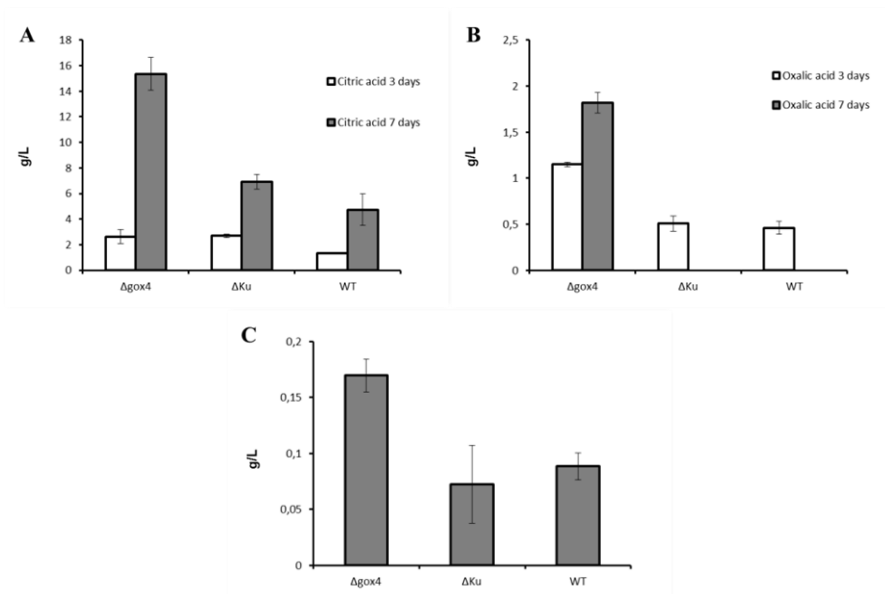 A
18
16
14
12
10
8
6
4
2
0
g/L
Citric acid 3 days
Citric acid 7 days
Δgox4 ΔKu WT
B
2,5
2
1,5
1
0,5
0
g/L
Oxalic acid 3 days
Oxalic acid 7 days
Δgox4 ΔKu WT
C
0,2
0,15
0,1
0,05
0
g/L
Δgox4 ΔKu WT